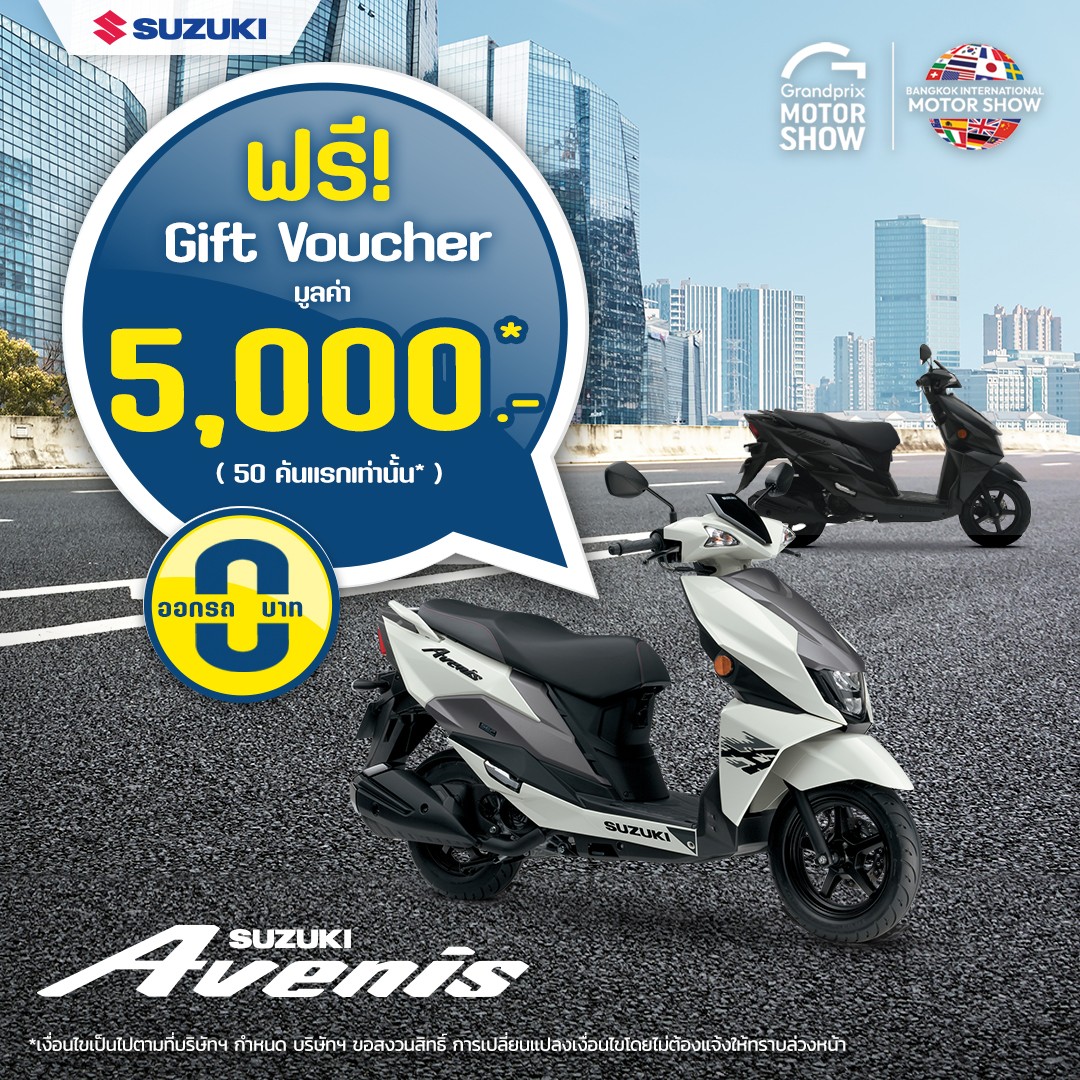 SUZUKI
Grandprix
MOTOR
SHOW
BANGKOK INTERNATIONAL
MOTOR SHOW
ฟรี!
Gift Voucher
มูลค่า
5,000.-*
( 50 คันแรกเท่านั้น* )
ออกรถ 0 บาท
Avenis
SUZUKI
SUZUKI
Avenis
*เงื่อนไขเป็นไปตามที่บริษัทฯ กำหนด บริษัทฯ ขอสงวนสิทธิ์ การเปลี่ยนแปลงเงื่อนไขโดยไม่ต้องแจ้งให้ทราบล่วงหน้า